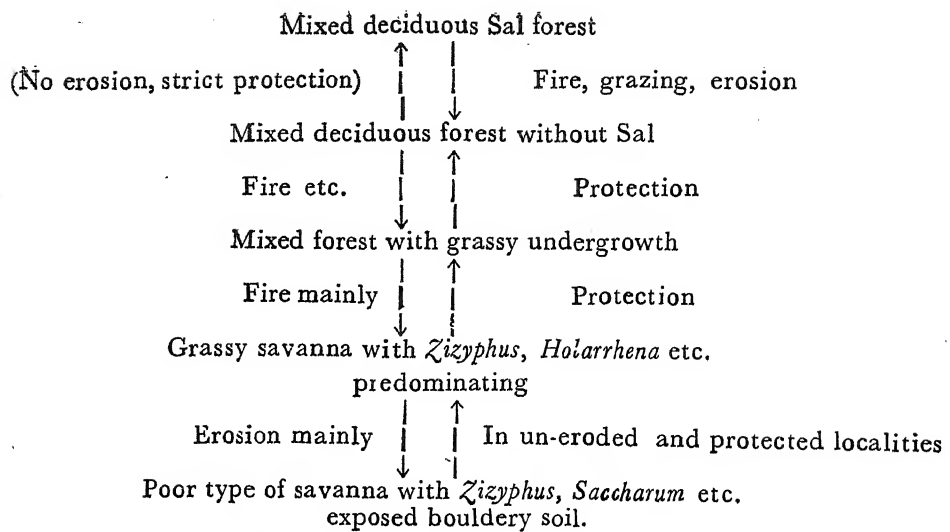 Mixed deciduous Sal forest
(No erosion, strict protection) Fire, grazing, erosion
Mixed deciduous forest without Sal
Fire etc. Protection
Mixed forest with grassy undergrowth
Fire mainly Protection
Grassy savanna with Zizyphus, Holarrhena etc.
predominating
Erosion mainly In un-eroded and protected localities
Poor type of savanna with Zizyphus, Saccharum etc.
exposed bouldery soil.